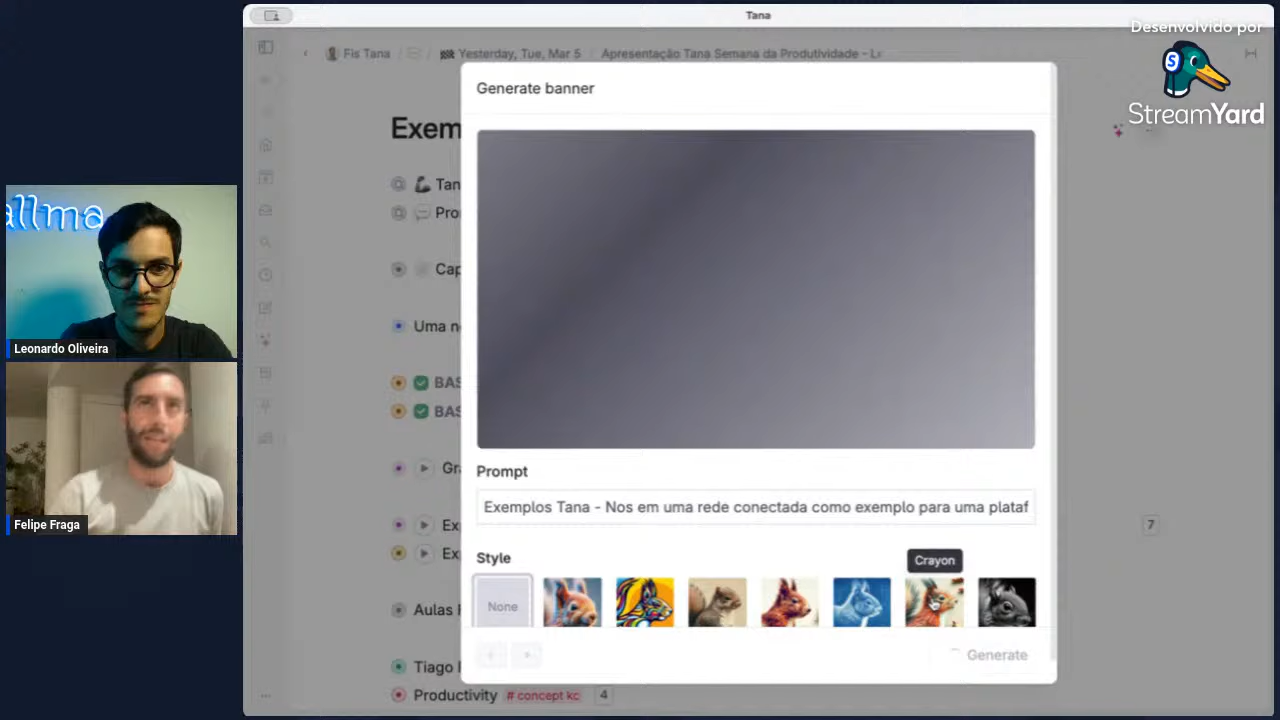 Tana
Desenvolvido por
StreamYard
Fis Tana / / Yesterday, Tue, Mar 5 / Apresentação Tana Semana da Produtividade -
Generate banner
Exem
Tan
Pro
Cap
Uma n
BAS
BAS
Gra
Ex
7
Ex
Aulas
Tiago
Productivity # concept kc 4
Prompt
Exemplos Tana - Nos em uma rede conectada como exemplo para uma plataf
Style
Crayon
None
Generate
allma
Leonardo Oliveira
Felipe Fraga